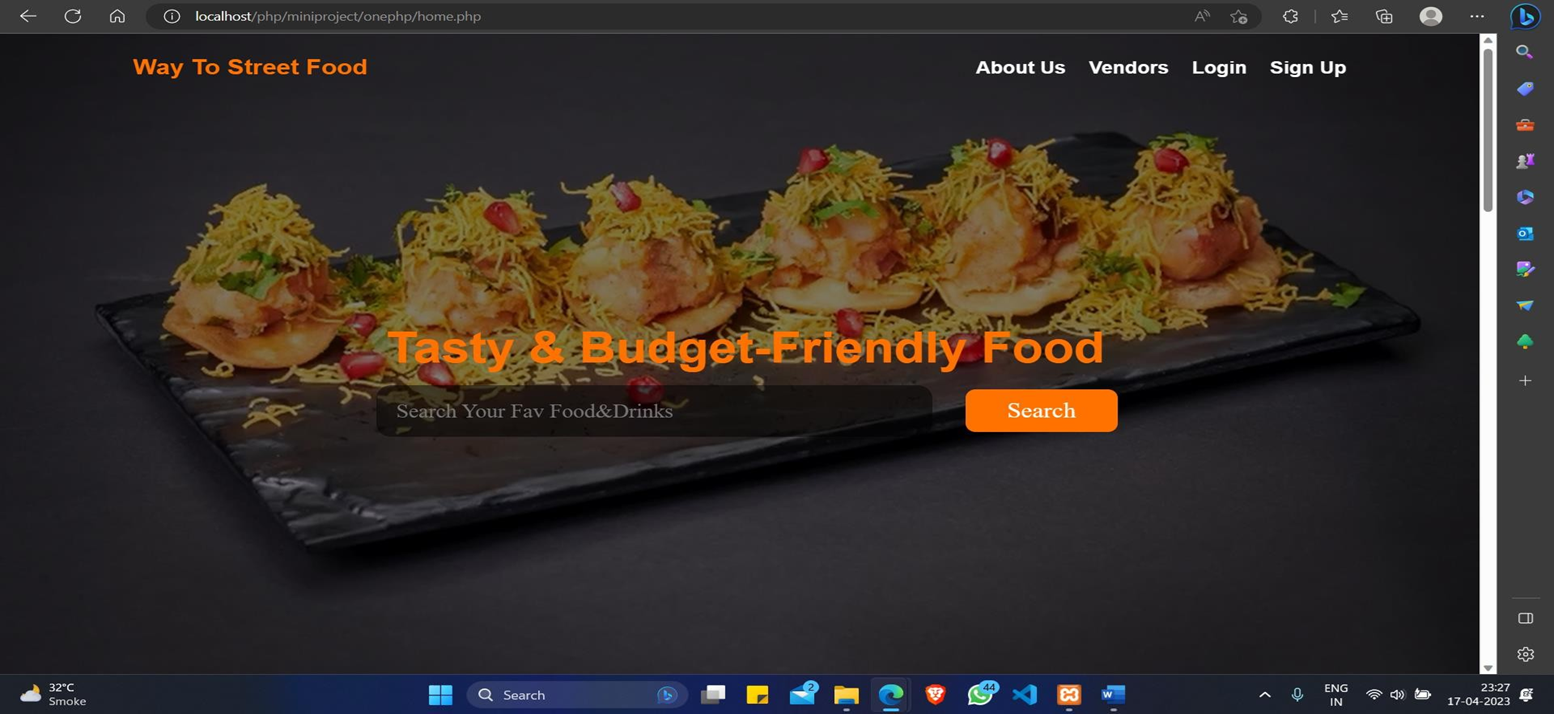 localhost/php/miniproject/onephp/home.php
Way To Street Food
About Us Vendors Login Sign Up
Tasty & Budget-Friendly Food
Search Your Fav Food&Drinks
Search
32°C
Smoke
Search
2
44
ENG
IN
23:27
17-04-2023